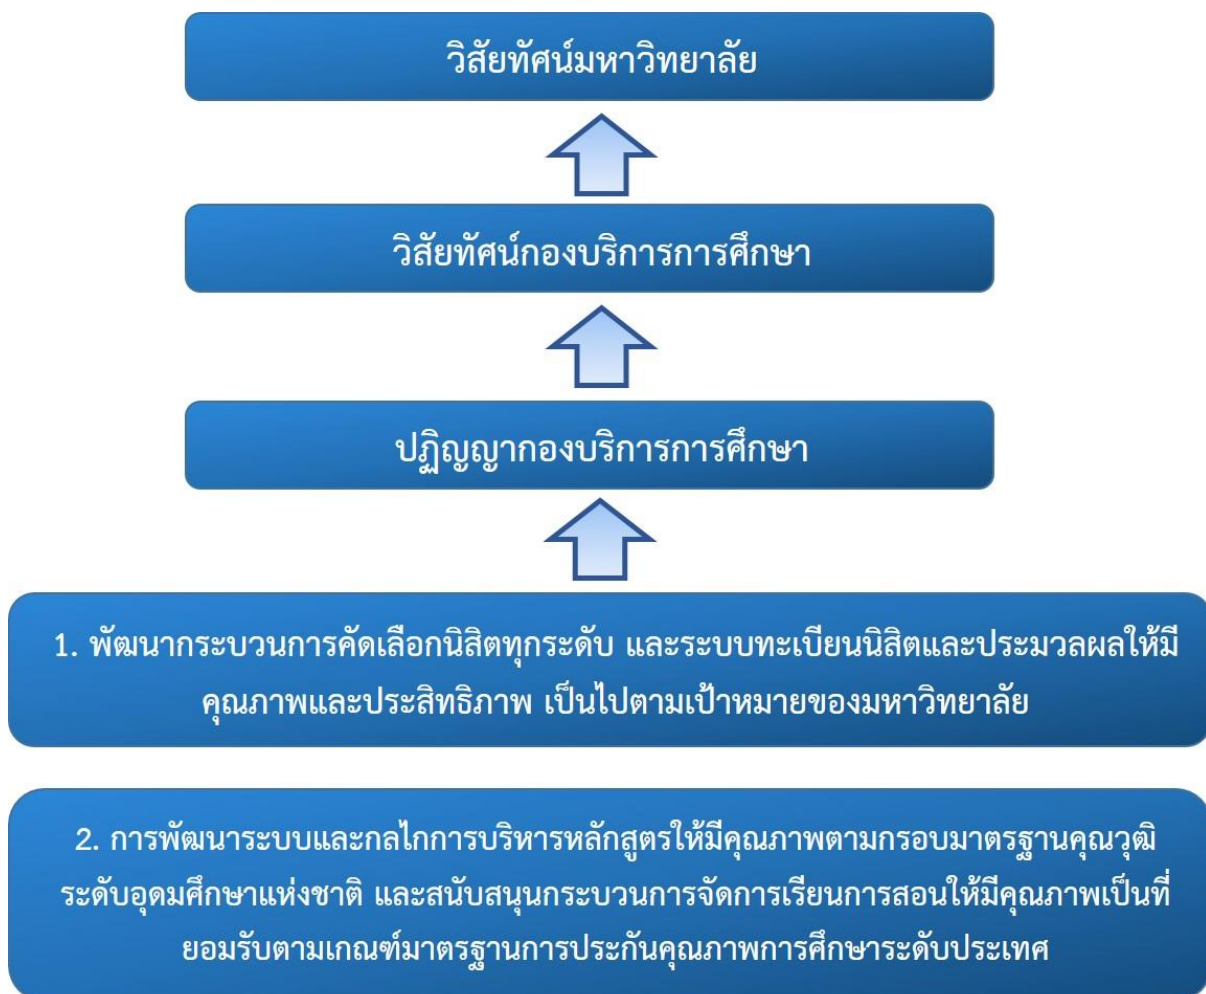 วิสัยทัศน์มหาวิทยาลัย
วิสัยทัศน์กองบริการการศึกษา
ปฏิญญากองบริการการศึกษา
1. พัฒนากระบวนการคัดเลือกนิสิตทุกระดับ และระบบทะเบียนนิสิตและประมวลผลให้มี
คุณภาพและประสิทธิภาพ เป็นไปตามเป้าหมายของมหาวิทยาลัย
2. การพัฒนาระบบและกลไกการบริหารหลักสูตรให้มีคุณภาพตามกรอบมาตรฐานคุณวุฒิ
ระดับอุดมศึกษาแห่งชาติ และสนับสนุนกระบวนการจัดการเรียนการสอนให้มีคุณภาพเป็นที่
ยอมรับตามเกณฑ์มาตรฐานการประกันคุณภาพการศึกษาระดับประเทศ